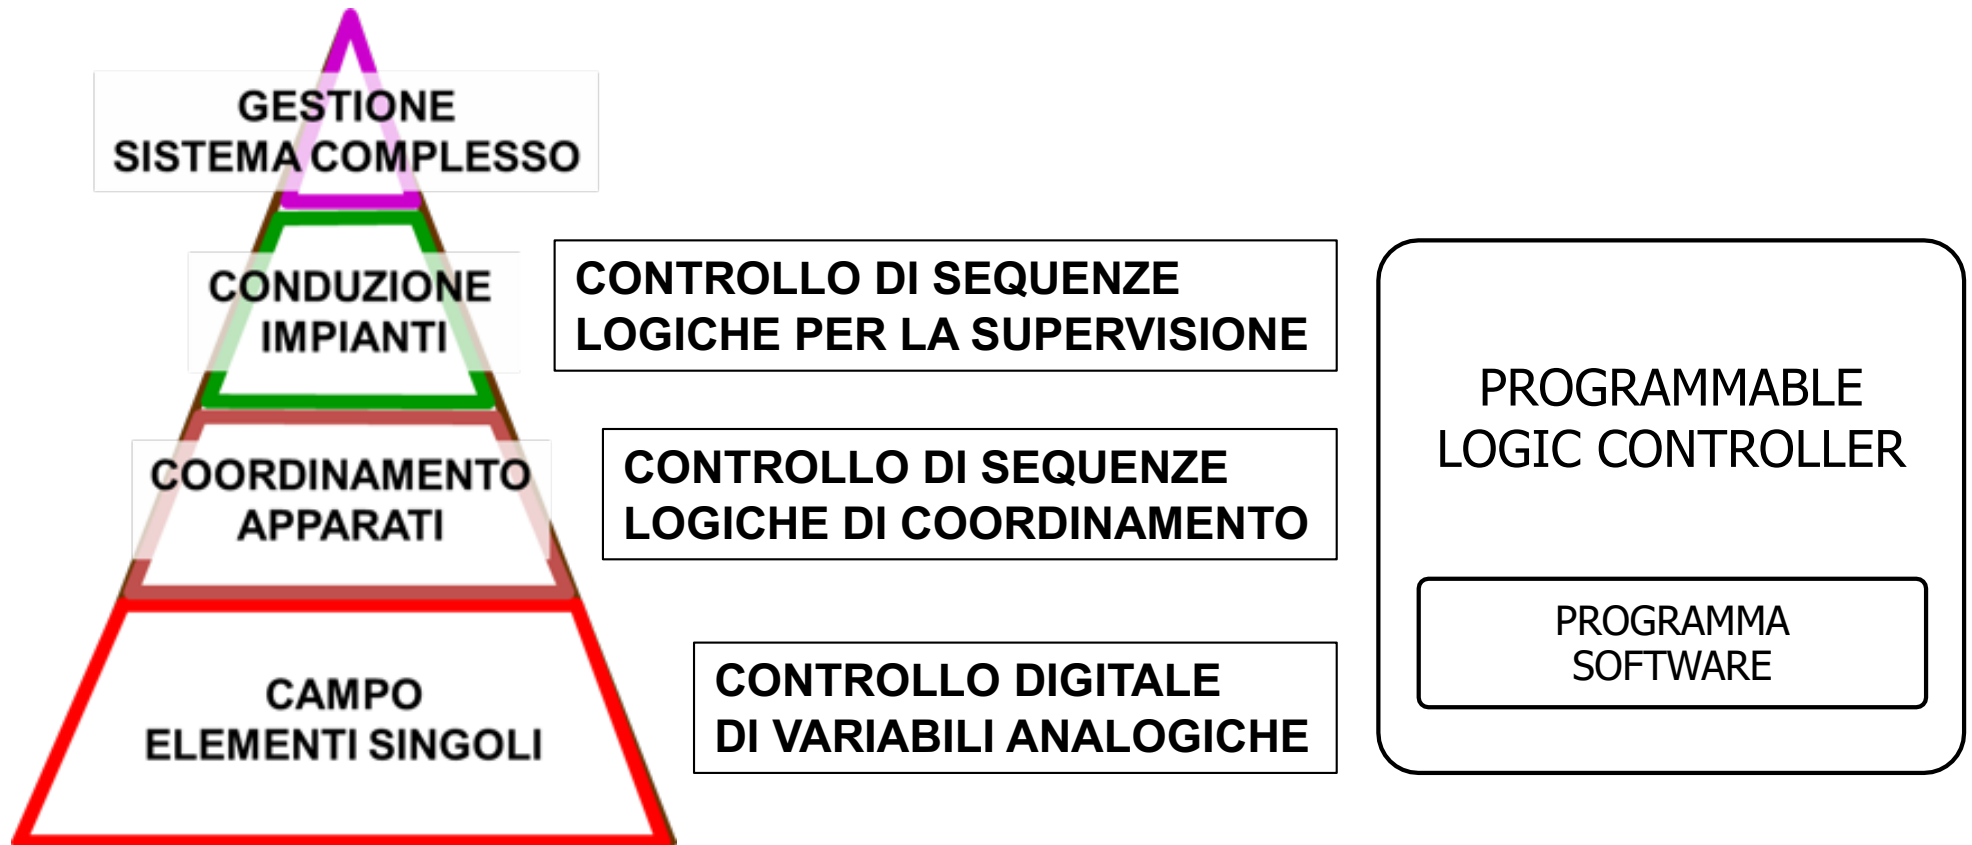 GESTIONE
SISTEMA COMPLESSO
CONDUZIONE
IMPIANTI
CONTROLLO DI SEQUENZE
LOGICHE PER LA SUPERVISIONE
COORDINAMENTO
APPARATI
CONTROLLO DI SEQUENZE
LOGICHE DI COORDINAMENTO
CAMPO
ELEMENTI SINGOLI
CONTROLLO DIGITALE
DI VARIABILI ANALOGICHE
PROGRAMMABLE
LOGIC CONTROLLER
PROGRAMMA
SOFTWARE